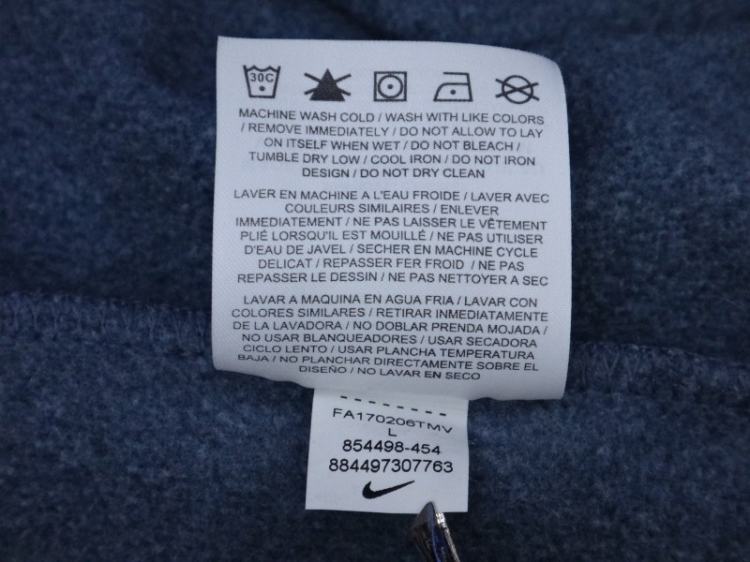 30C
MACHINE WASH COLD / WASH WITH LIKE COLORS
/ REMOVE IMMEDIATELY / DO NOT ALLOW TO LAY
ON ITSELF WHEN WET / DO NOT BLEACH /
TUMBLE DRY LOW / COOL IRON / DO NOT IRON
DESIGN / DO NOT DRY CLEAN
LAVER EN MACHINE A L'EAU FROIDE / LAVER AVEC
COULEURS SIMILAIRES / ENLEVER
IMMEDIATEMENT / NE PAS LAISSER LE VÊTEMENT
PLIÉ LORSQU'IL EST MOUILLÉ / NE PAS UTILISER
D'EAU DE JAVEL / SECHER EN MACHINE CYCLE
DELICAT / REPASSER FER FROID / NE PAS
REPASSER LE DESSIN / NE PAS NETTOYER A SEC
LAVAR A MAQUINA EN AGUA FRIA / LAVAR CON
COLORES SIMILARES / RETIRAR INMEDIATAMENTE
DE LA LAVADORA / NO DOBLAR PRENDA MOJADA /
NO USAR BLANQUEADORES / USAR SECADORA
CICLO LENTO / USAR PLANCHA TEMPERATURA
BAJA / NO PLANCHAR DIRECTAMENTE SOBRE EL
DISEÑO / NO LAVAR EN SECO
FA170206TMV
L
854498-454
884497307763